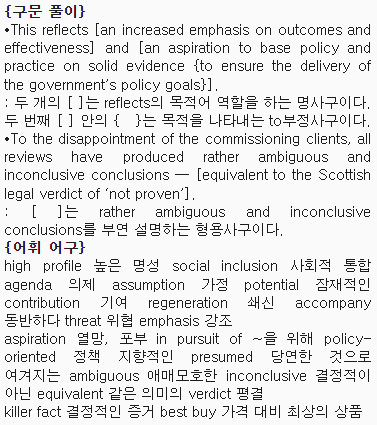 {구문 풀이}
•This reflects [an increased emphasis on outcomes and
effectiveness] and [an aspiration to base policy and
practice on solid evidence {to ensure the delivery of
the government's policy goals}].
: 두 개의 [ ]는 reflects의 목적어 역할을 하는 명사구이다.
두 번째 [ ] 안의 { }는 목적을 나타내는 to부정사구이다.
•To the disappointment of the commissioning clients, all
reviews have produced rather ambiguous and
inconclusive conclusions — [equivalent to the Scottish
legal verdict of 'not proven'].
: [ ]는 rather ambiguous and inconclusive
conclusions를 부연 설명하는 형용사구이다.
{어휘 어구}
high profile 높은 명성 social inclusion 사회적 통합
agenda 의제 assumption 가정 potential 잠재적인
contribution 기여 regeneration 쇄신 accompany
동반하다 threat 위협 emphasis 강조
aspiration 열망, 포부 in pursuit of ~을 위해 policy-
oriented 정책 지향적인 presumed 당연한 것으로
여겨지는 ambiguous 애매모호한 inconclusive 결정적이
아닌 equivalent 같은 의미의 verdict 평결
killer fact 결정적인 증거 best buy 가격 대비 최상의 상품